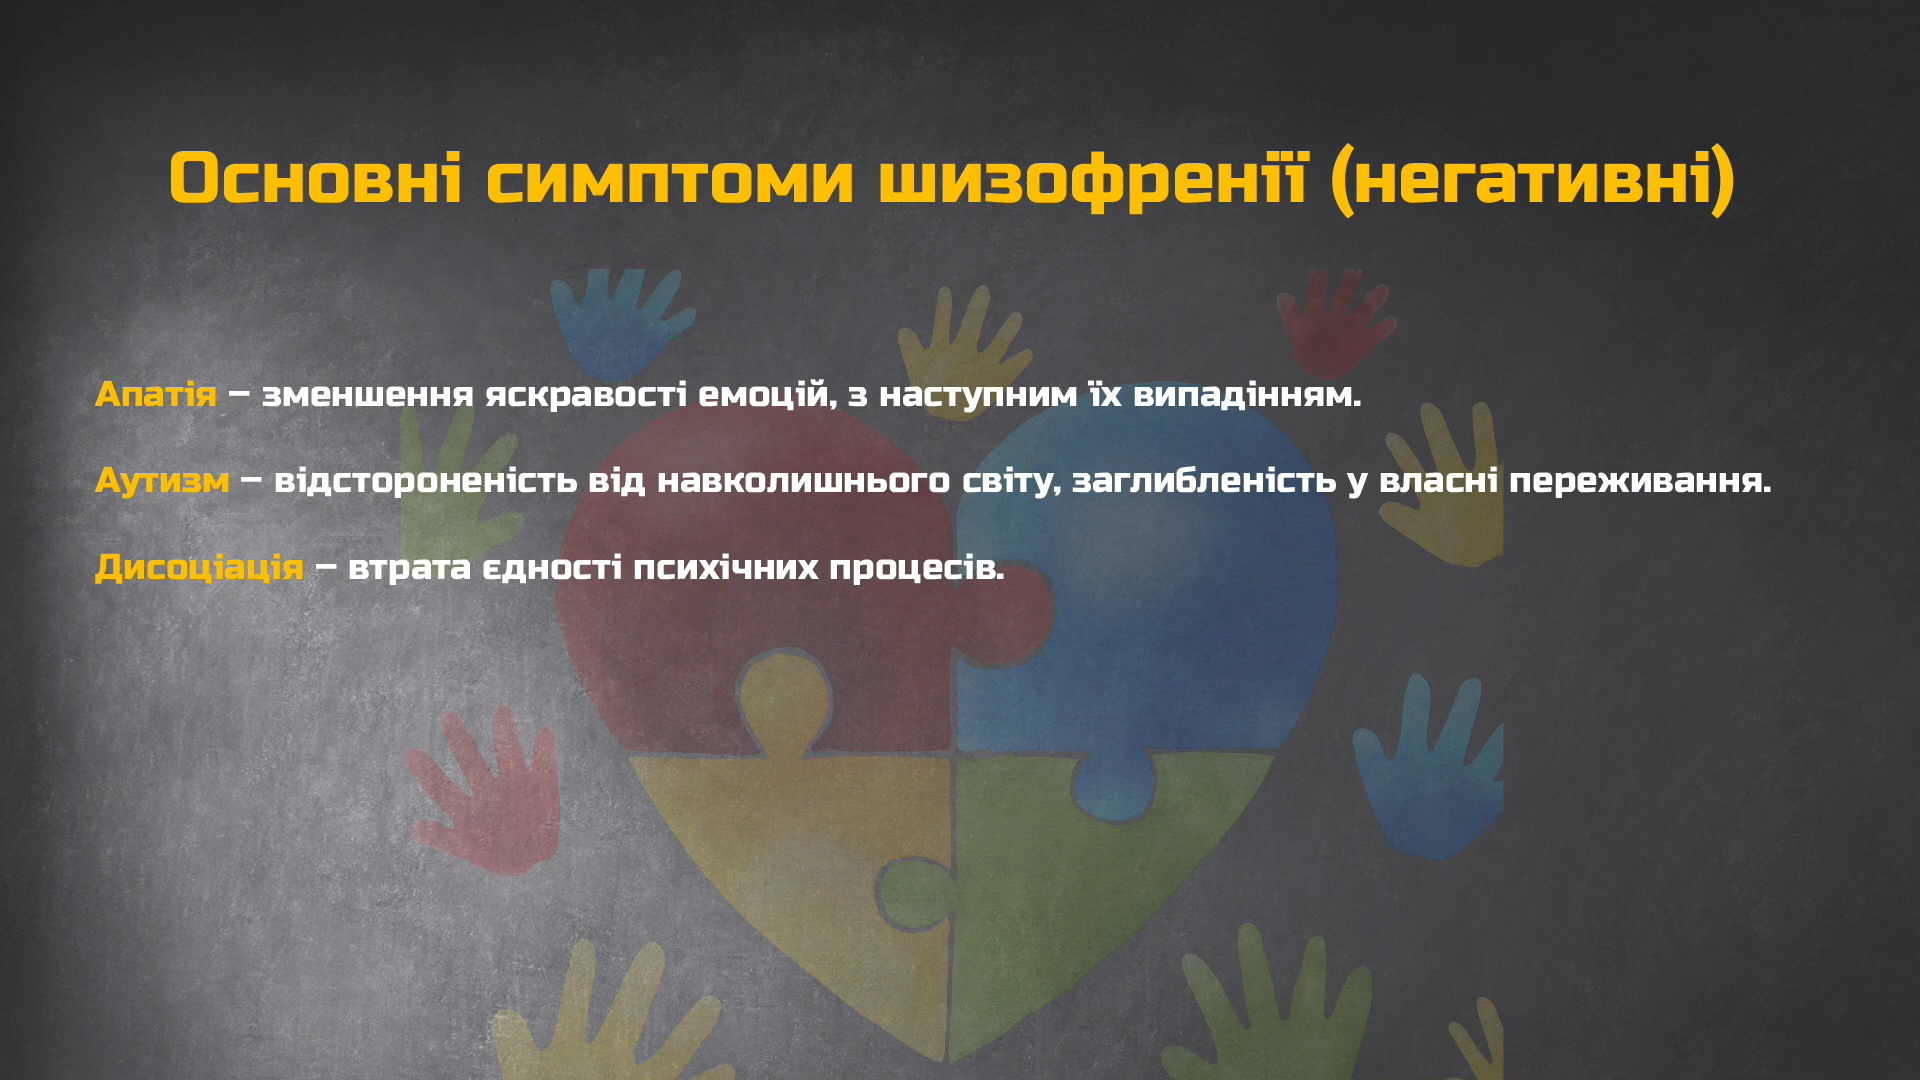 Основні симптоми шизофренії (негативні)
Апатія – зменшення яскравості емоцій, з наступним їх випадінням.
Аутизм – відстороненість від навколишнього світу, заглибленість у власні переживання.
Дисоціація – втрата єдності психічних процесів.